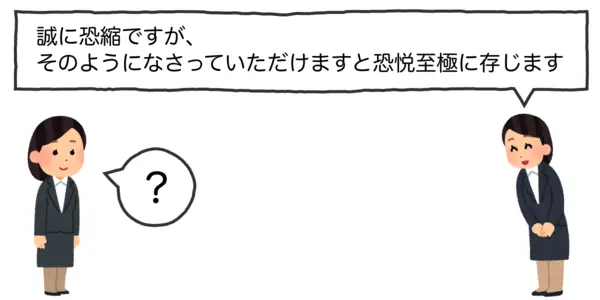 誠に恐縮ですが、
そのようになさっていただけますと恐悦至極に存じます
?